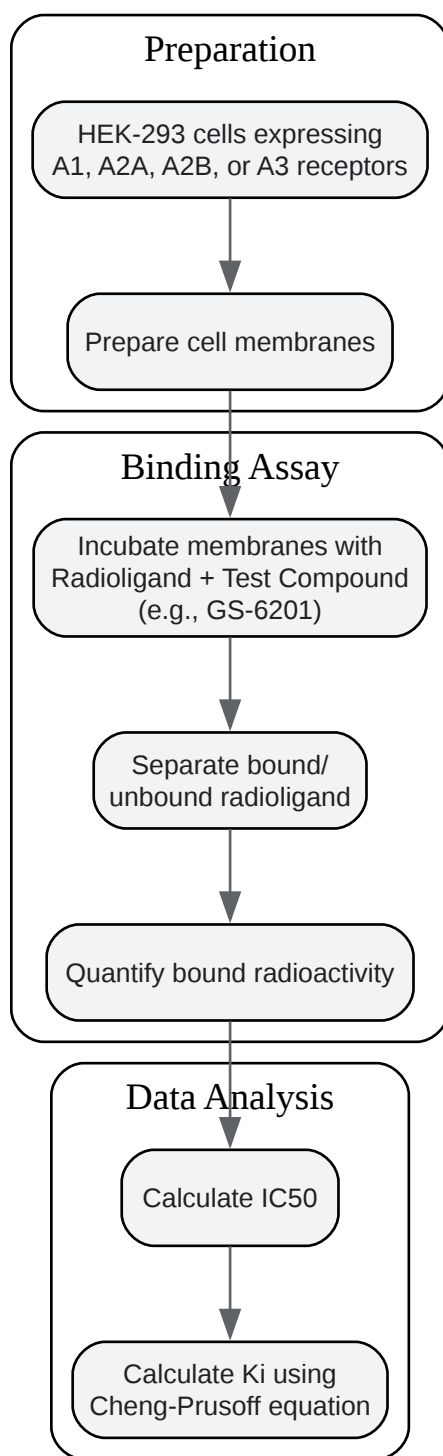 Preparation
HEK-293 cells expressing
A1, A2A, A2B, or A3 receptors
Prepare cell membranes
Binding Assay
Incubate membranes with
Radioligand + Test Compound
(e.g., GS-6201)
Separate bound/
unbound radioligand
Quantify bound radioactivity
Data Analysis
Calculate IC50
Calculate Ki using
Cheng-Prusoff equation